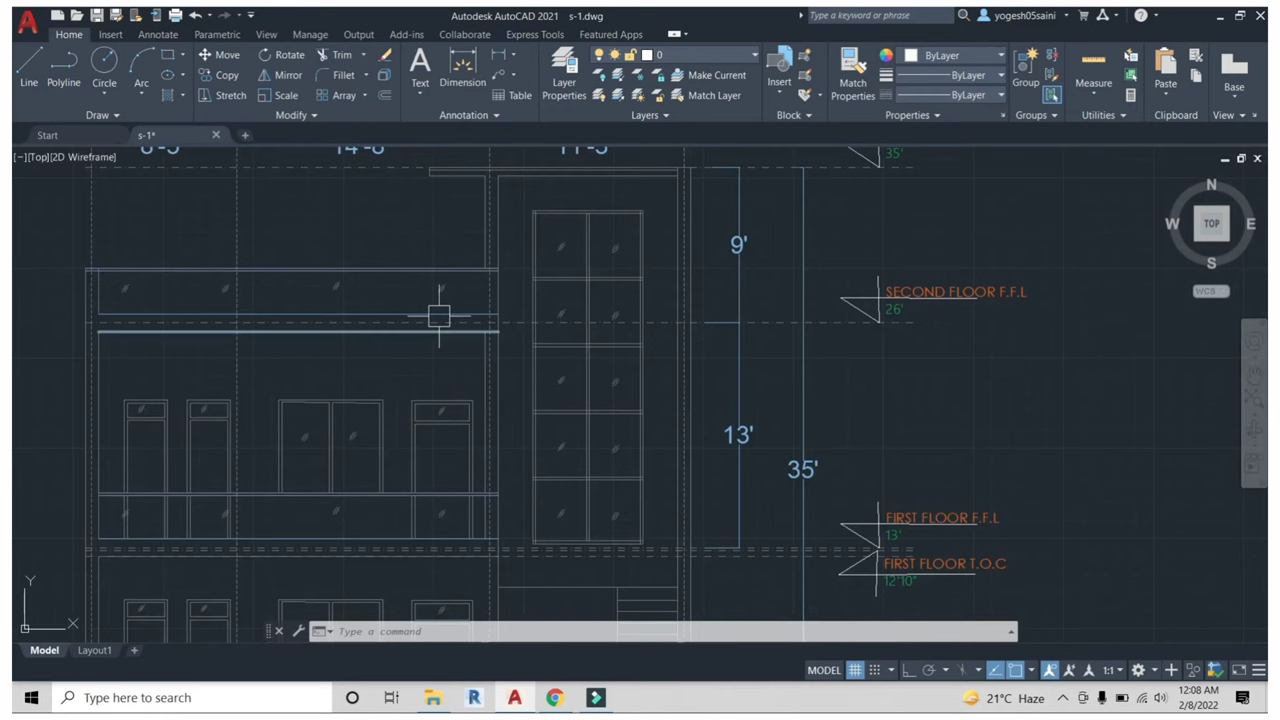 Autodesk AutoCAD 2021 s-1.dwg
Type a keyword or phrase
yogesh05saini
Home Insert Annotate Parametric View Manage Output Add-ins Collaborate Express Tools Featured Apps
Line Polyline Circle Arc
Move Rotate Trim
Copy Mirror Fillet
Stretch Scale Array
Text Dimension
Table
Layer Properties
0
Make Current
Match Layer
Insert
Match Properties
ByLayer
ByLayer
ByLayer
Group
Measure
Paste
Base
Draw Modify Annotation Layers Block Properties Groups Utilities Clipboard View
Start s-1*
[−][Top][2D Wireframe]
35'
N
W TOP E
S
WCS
9'
SECOND FLOOR F.F.L
26'
13'
35'
FIRST FLOOR F.F.L
13'
FIRST FLOOR T.O.C
12'10"
Y
X
Type a command
Model Layout1
MODEL 1:1
Type here to search
R
A
21°C Haze
12:08 AM
2/8/2022